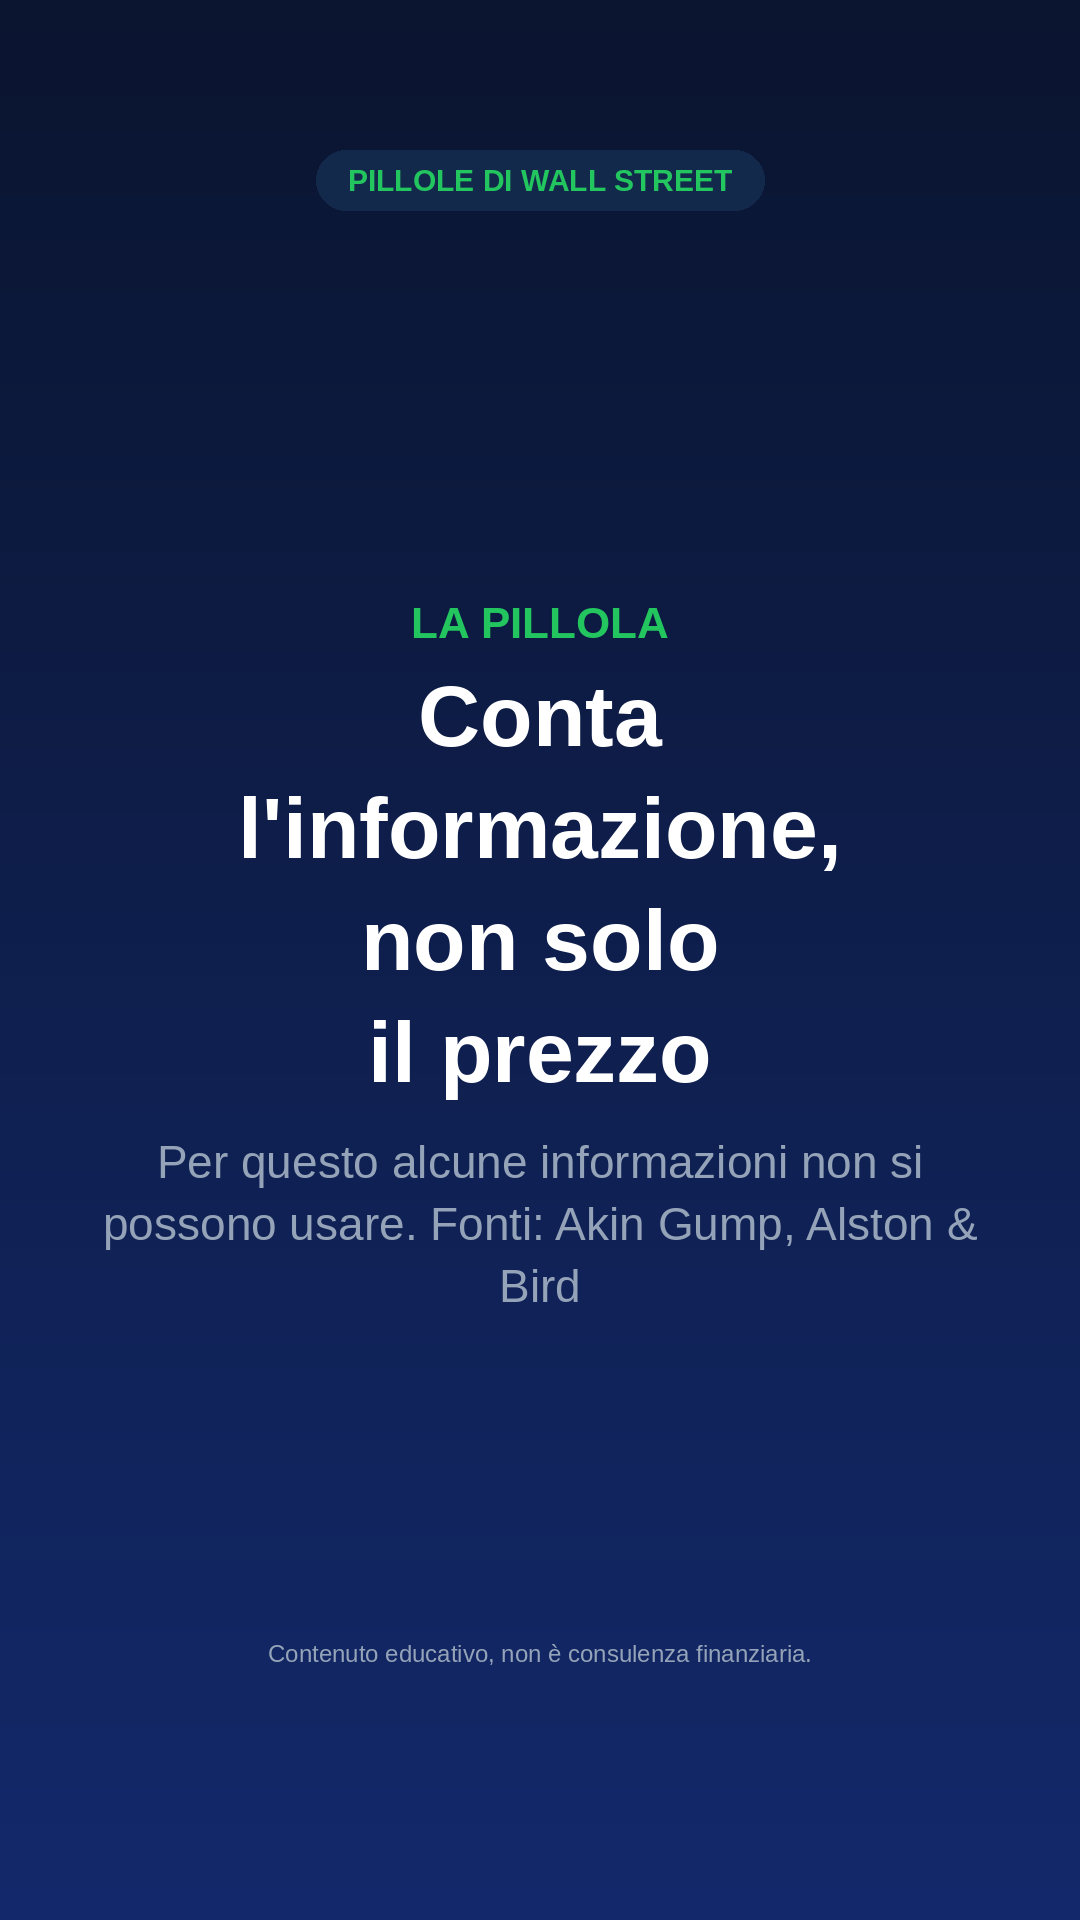 PILLOLE DI WALL STREET
LA PILLOLA
Conta
l'informazione,
non solo
il prezzo
Per questo alcune informazioni non si
possono usare. Fonti: Akin Gump, Alston &
Bird
Contenuto educativo, non è consulenza finanziaria.